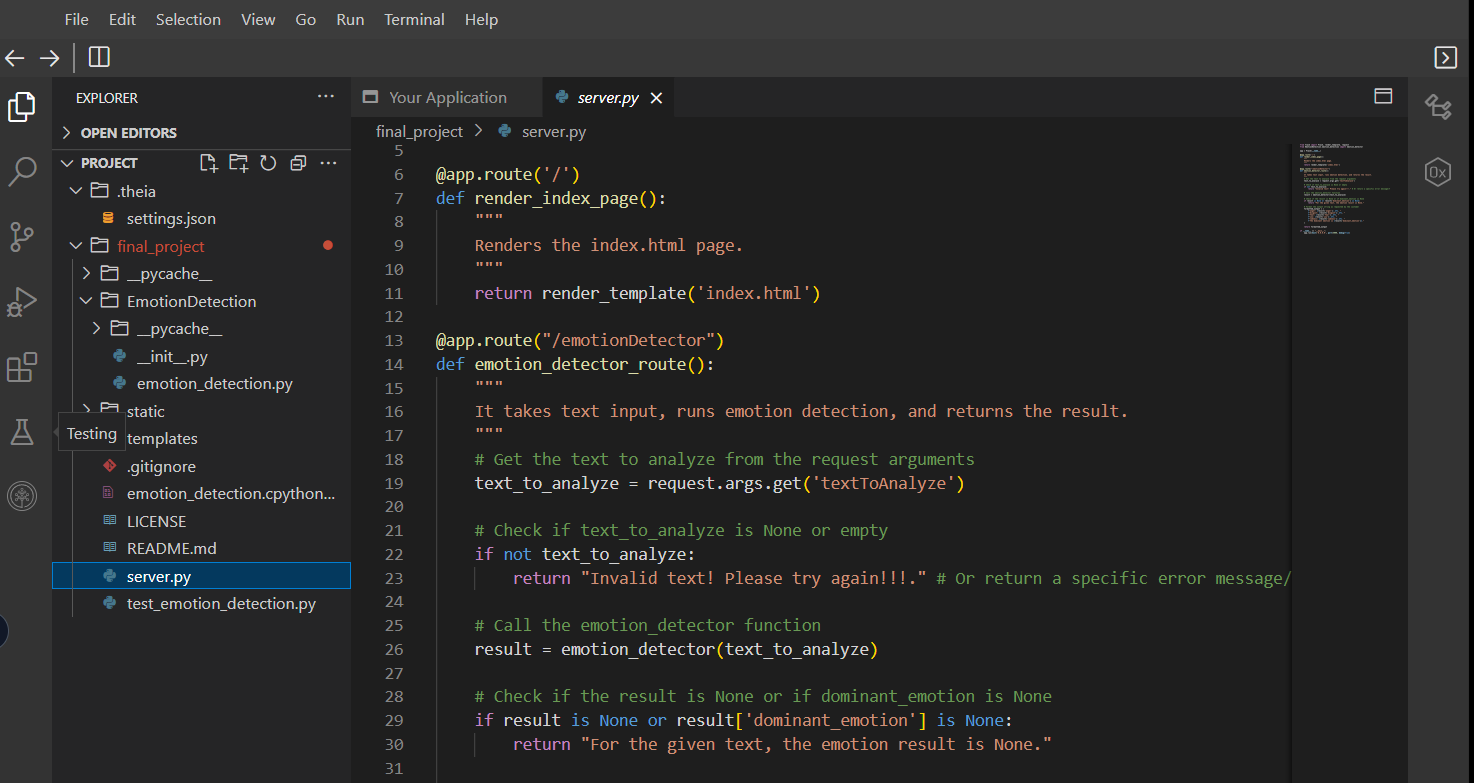 File Edit Selection View Go Run Terminal Help
EXPLORER
OPEN EDITORS
PROJECT
.theia
settings.json
final_project
__pycache__
EmotionDetection
__pycache__
__init__.py
emotion_detection.py
static
Testing
templates
.gitignore
emotion_detection.cpython...
LICENSE
README.md
server.py
test_emotion_detection.py
Your Application
server.py
final_project > server.py
5
6 @app.route('/')
7 def render_index_page():
8 """
9 Renders the index.html page.
10 """
11 return render_template('index.html')
12
13 @app.route("/emotionDetector")
14 def emotion_detector_route():
15 """
16 It takes text input, runs emotion detection, and returns the result.
17 """
18 # Get the text to analyze from the request arguments
19 text_to_analyze = request.args.get('textToAnalyze')
20
21 # Check if text_to_analyze is None or empty
22 if not text_to_analyze:
23 return "Invalid text! Please try again!!!." # Or return a specific error message/
24
25 # Call the emotion_detector function
26 result = emotion_detector(text_to_analyze)
27
28 # Check if the result is None or if dominant_emotion is None
29 if result is None or result['dominant_emotion'] is None:
30 return "For the given text, the emotion result is None."
31
0x